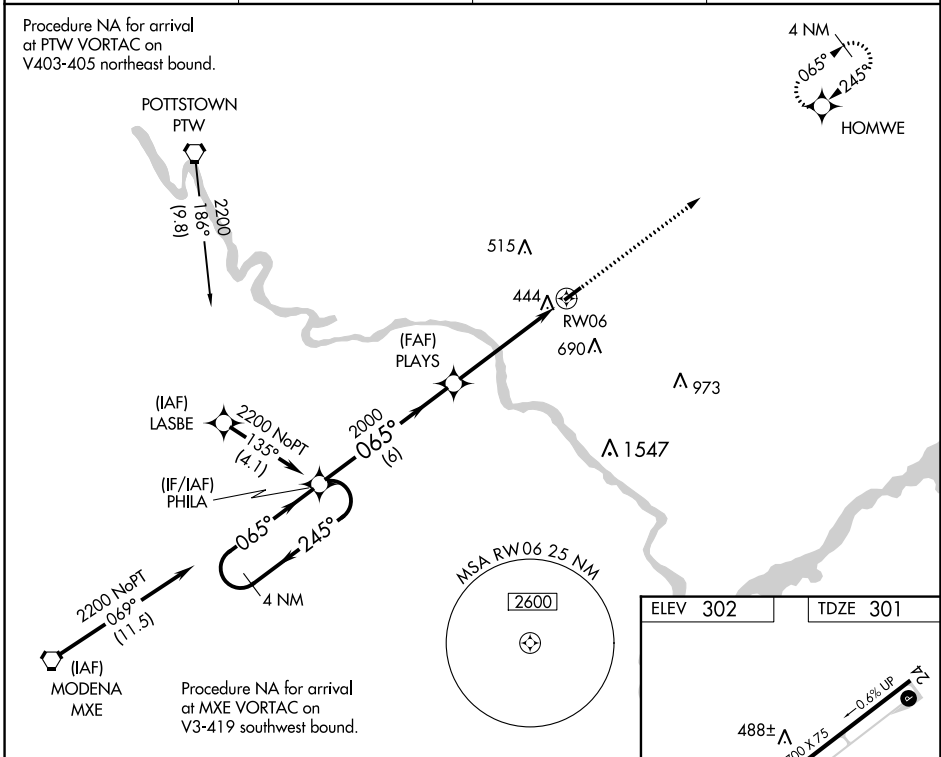 Procedure NA for arrival
at PTW VORTAC on
V403-405 northeast bound.
4 NM
065°
245°
HOMWE
POTTSTOWN
PTW
2200
186°
(9.8)
515
444
RW06
690
(FAF)
PLAYS
973
(IAF)
LASBE
2200 NoPT
135°
(4.1)
2000
065°
(6)
1547
(IF/IAF)
PHILA
065°
245°
4 NM
2200 NoPT
069°
(11.5)
(IAF)
MODENA
MXE
MSA RW06 25 NM
2600
Procedure NA for arrival
at MXE VORTAC on
V3-419 southwest bound.
ELEV 302
TDZE 301
24
0.6% UP
P
488±
700 X 75